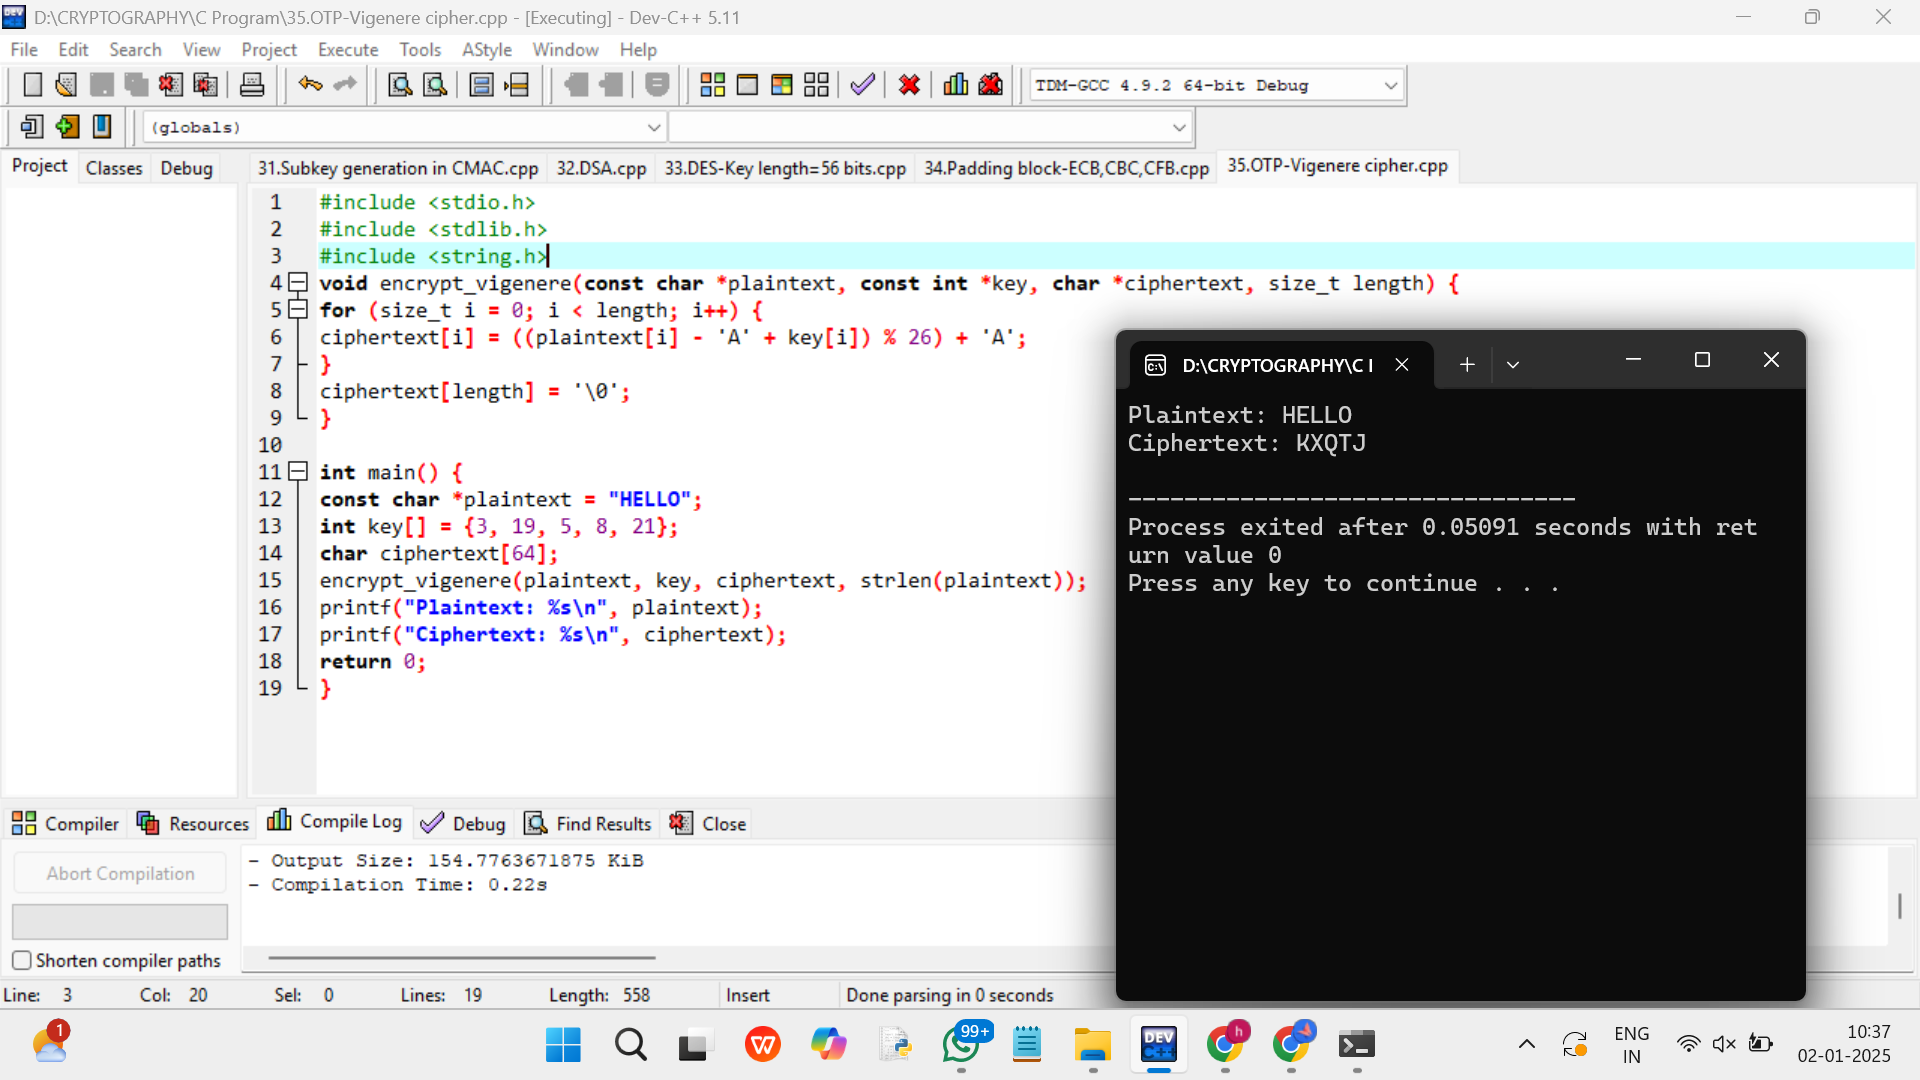 D:\CRYPTOGRAPHY\C Program\35.OTP-Vigenere cipher.cpp - [Executing] - Dev-C++ 5.11
File Edit Search View Project Execute Tools AStyle Window Help
TDM-GCC 4.9.2 64-bit Debug
(globals)
Project Classes Debug
31.Subkey generation in CMAC.cpp 32.DSA.cpp 33.DES-Key length=56 bits.cpp 34.Padding block-ECB,CBC,CFB.cpp 35.OTP-Vigenere cipher.cpp
1 #include <stdio.h>
2 #include <stdlib.h>
3 #include <string.h>
4 void encrypt_vigenere(const char *plaintext, const int *key, char *ciphertext, size_t length) {
5 for (size_t i = 0; i < length; i++) {
6 ciphertext[i] = ((plaintext[i] - 'A' + key[i]) % 26) + 'A';
7 }
8 ciphertext[length] = '\0';
9 }
10
11 int main() {
12 const char *plaintext = "HELLO";
13 int key[] = {3, 19, 5, 8, 21};
14 char ciphertext[64];
15 encrypt_vigenere(plaintext, key, ciphertext, strlen(plaintext));
16 printf("Plaintext: %s\n", plaintext);
17 printf("Ciphertext: %s\n", ciphertext);
18 return 0;
19 }
D:\CRYPTOGRAPHY\C
Plaintext: HELLO
Ciphertext: KXQTJ
--------------------------------
Process exited after 0.05091 seconds with ret
urn value 0
Press any key to continue . . .
Compiler Resources Compile Log Debug Find Results Close
Abort Compilation
Shorten compiler paths
- Output Size: 154.7763671875 KiB
- Compilation Time: 0.22s
Line: 3 Col: 20 Sel: 0 Lines: 19 Length: 558 Insert Done parsing in 0 seconds
1
99+
DEV
C++
h
ENG
IN
10:37
02-01-2025